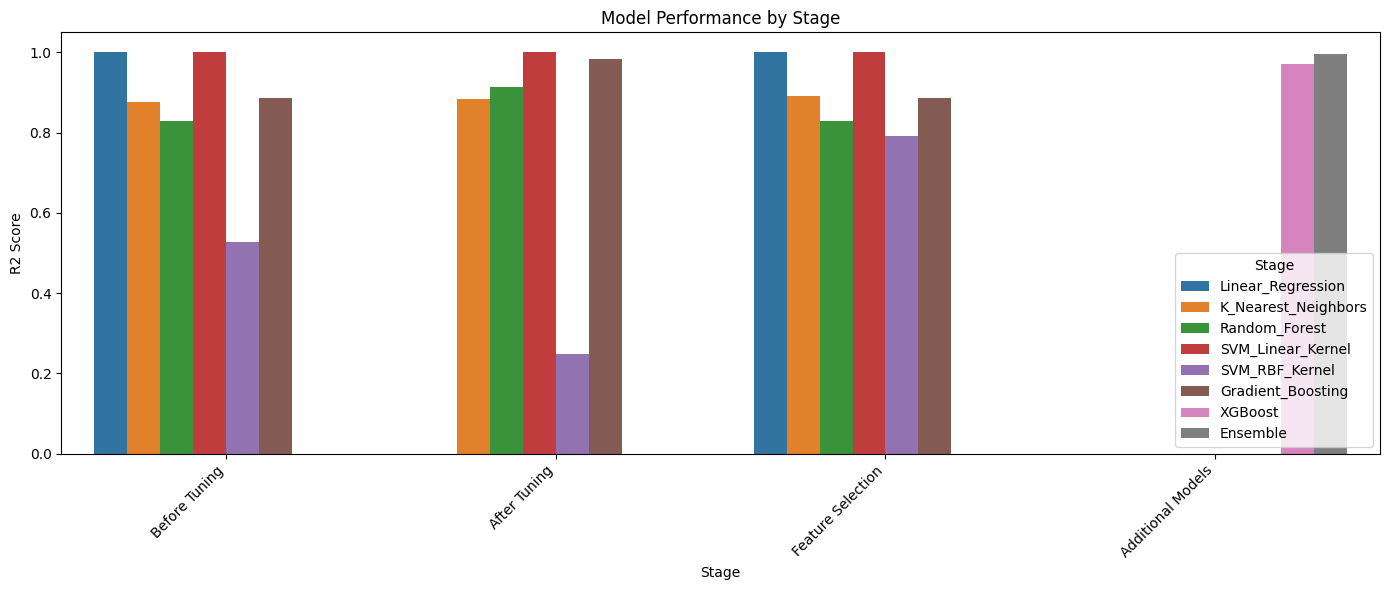 Model Performance by Stage
R2 Score
1.0
0.8
0.6
0.4
0.2
0.0
Stage
Linear_Regression
K_Nearest_Neighbors
Random_Forest
SVM_Linear_Kernel
SVM_RBF_Kernel
Gradient_Boosting
XGBoost
Ensemble
Before Tuning
After Tuning
Feature Selection
Additional Models
Stage